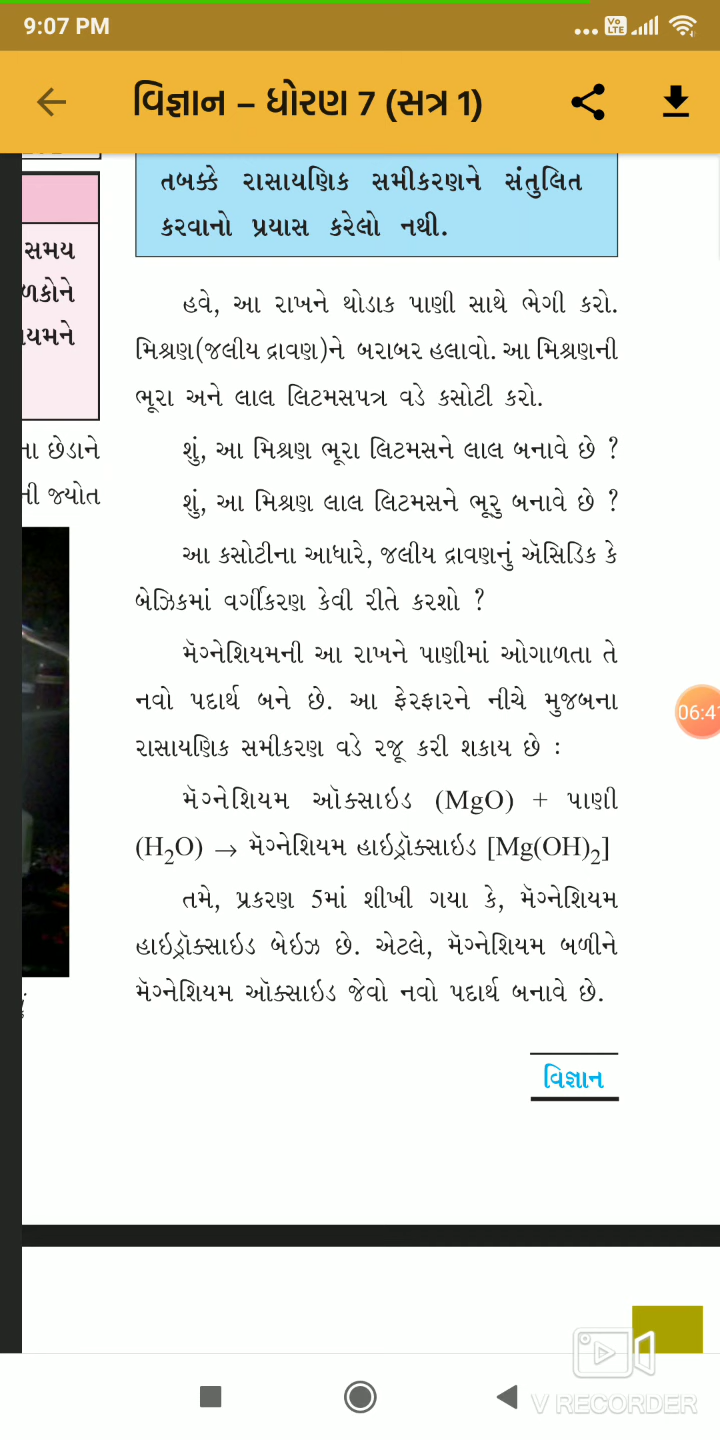 9:07 PM
Vo LTE
વિજ્ઞાન – ધોરણ 7 (સત્ર 1)
તબક્કે રાસાયણિક સમીકરણને સંતુલિત
કરવાનો પ્રયાસ કરેલો નથી.
સમય
યમને
હવે, આ રાખને થોડાક પાણી સાથે ભેગી કરો.
મિશ્રણ(જલીય દ્રાવણ)ને બરાબર હલાવો. આ મિશ્રણની
ભૂરા અને લાલ લિટમસપત્ર વડે કસોટી કરો.
ના છેડાને
ની જ્યોત
શું, આ મિશ્રણ ભૂરા લિટમસને લાલ બનાવે છે ?
શું, આ મિશ્રણ લાલ લિટમસને ભૂરુ બનાવે છે ?
આ કસોટીના આધારે, જલીય દ્રાવણનું ઍસિડિક કે
બેઝિકમાં વર્ગીકરણ કેવી રીતે કરશો ?
મૅગ્નેશિયમની આ રાખને પાણીમાં ઓગાળતા તે
નવો પદાર્થ બને છે. આ ફેરફારને નીચે મુજબના
રાસાયણિક સમીકરણ વડે રજૂ કરી શકાય છે :
06:41
મૅગ્નેશિયમ ઑક્સાઇડ (MgO) + પાણી
(H₂O) → મૅગ્નેશિયમ હાઇડ્રૉક્સાઇડ [Mg(OH)₂]
તમે, પ્રકરણ 5માં શીખી ગયા કે, મૅગ્નેશિયમ
હાઇડ્રૉક્સાઇડ બેઇઝ છે. એટલે, મૅગ્નેશિયમ બળીને
મૅગ્નેશિયમ ઑક્સાઇડ જેવો નવો પદાર્થ બનાવે છે.
વિજ્ઞાન
V RECORDER